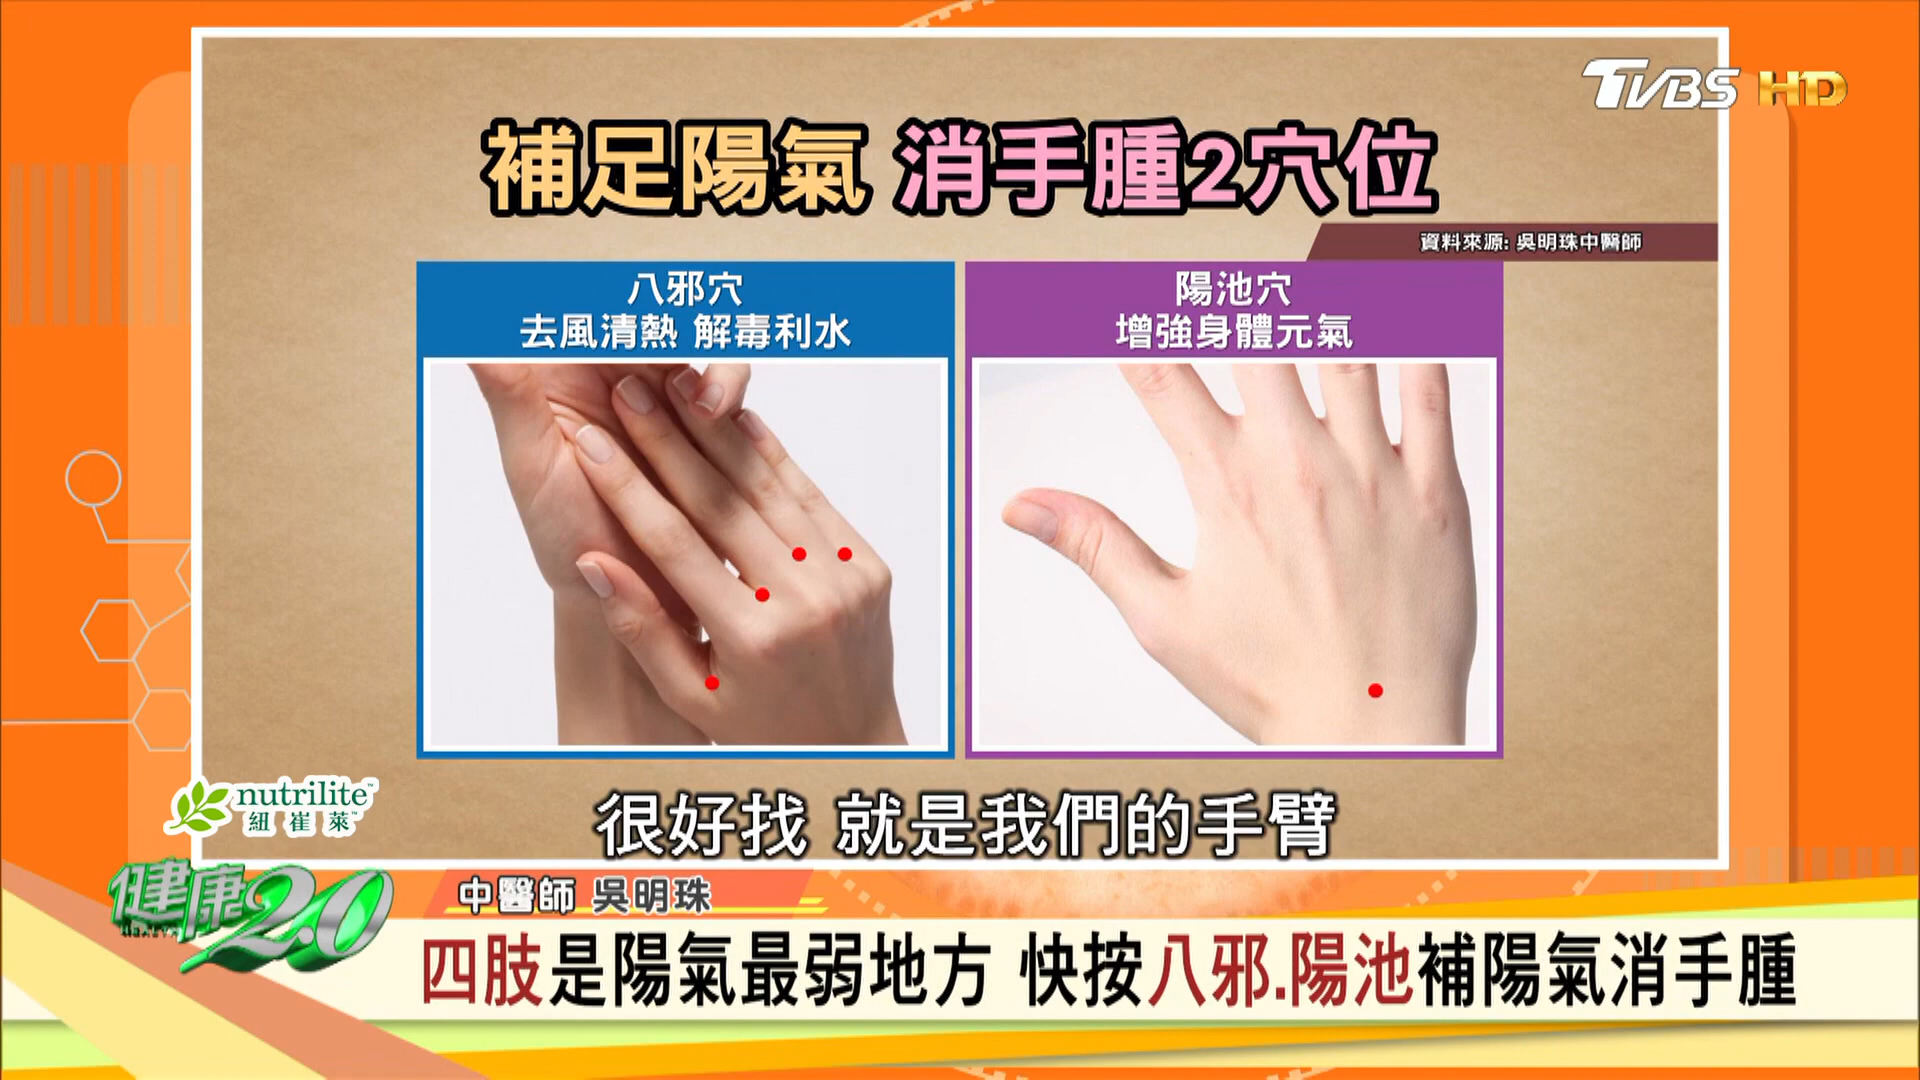 TVBS HD
補足陽氣 消手腫2穴位
資料來源: 吳明珠中醫師
八邪穴
去風清熱 解毒利水
陽池穴
增強身體元氣
很好找 就是我們的手臂
nutrilite™
紐崔萊™
健康2.0
HEALTH
中醫師 吳明珠
四肢是陽氣最弱地方 快按八邪.陽池補陽氣消手腫